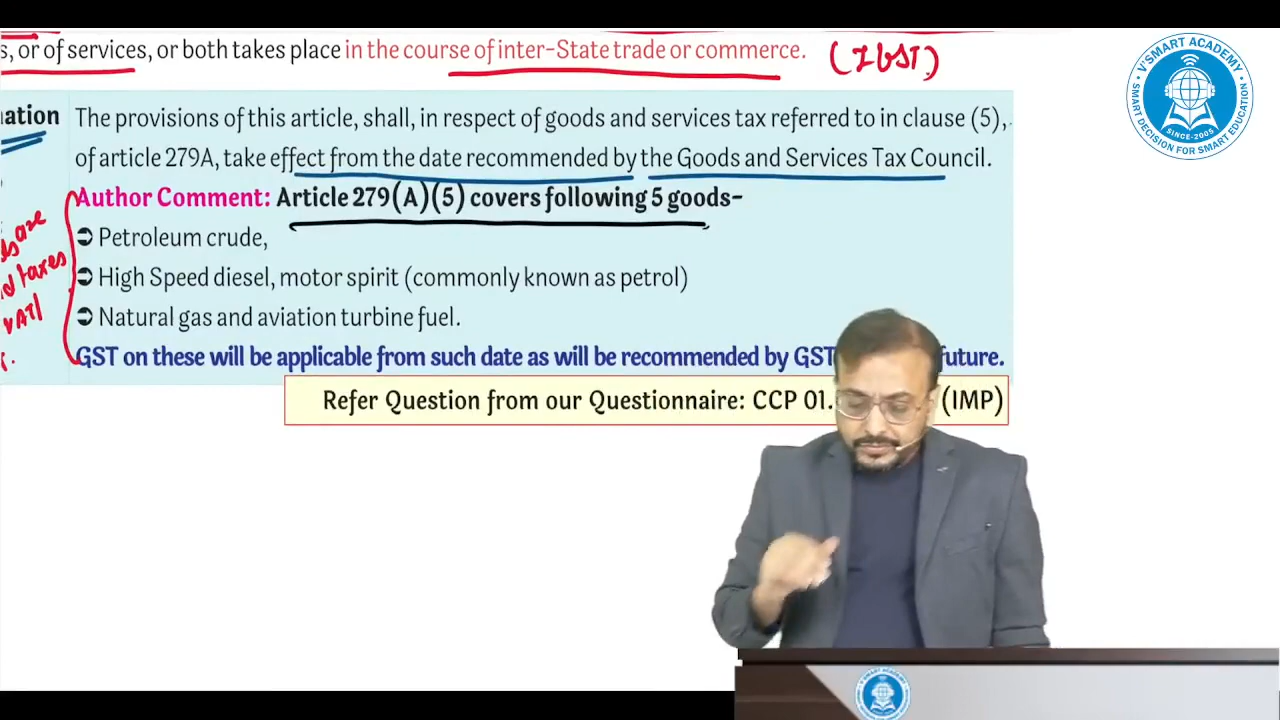 s, or of services, or both takes place in the course of inter-State trade or commerce. (IGST)
ation The provisions of this article, shall, in respect of goods and services tax referred to in clause (5),
of article 279A, take effect from the date recommended by the Goods and Services Tax Council.
Author Comment: Article 279(A)(5) covers following 5 goods-
➲ Petroleum crude,
are
➲ High Speed diesel, motor spirit (commonly known as petrol)
taxes
➲ Natural gas and aviation turbine fuel.
VAT/
GST on these will be applicable from such date as will be recommended by GST future.
Refer Question from our Questionnaire: CCP 01. (IMP)
V'SMART ACADEMY
SMART DECISION FOR SMART EDUCATION
SINCE-2005